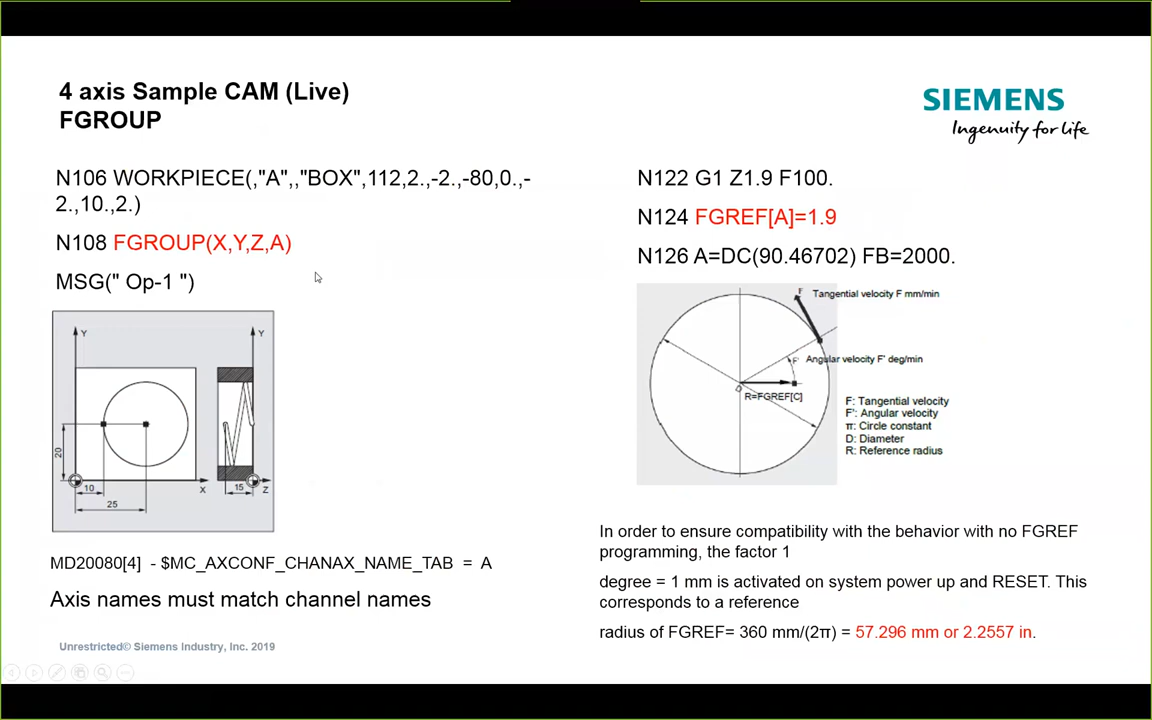 4 axis Sample CAM (Live)
FGROUP
SIEMENS
Ingenuity for life
N106 WORKPIECE(,"A",,"BOX",112,2.,-2.,-80,0.,-
2.,10.,2.)
N108 FGROUP(X,Y,Z,A)
MSG(" Op-1 ")
Y
Y
20
10
X
15
Z
25
MD20080[4] - $MC_AXCONF_CHANAX_NAME_TAB = A
Axis names must match channel names
Unrestricted© Siemens Industry, Inc. 2019
N122 G1 Z1.9 F100.
N124 FGREF[A]=1.9
N126 A=DC(90.46702) FB=2000.
F Tangential velocity F mm/min
F' Angular velocity F' deg/min
D
R=FGREF[C]
F: Tangential velocity
F': Angular velocity
π: Circle constant
D: Diameter
R: Reference radius
In order to ensure compatibility with the behavior with no FGREF
programming, the factor 1
degree = 1 mm is activated on system power up and RESET. This
corresponds to a reference
radius of FGREF= 360 mm/(2π) = 57.296 mm or 2.2557 in.